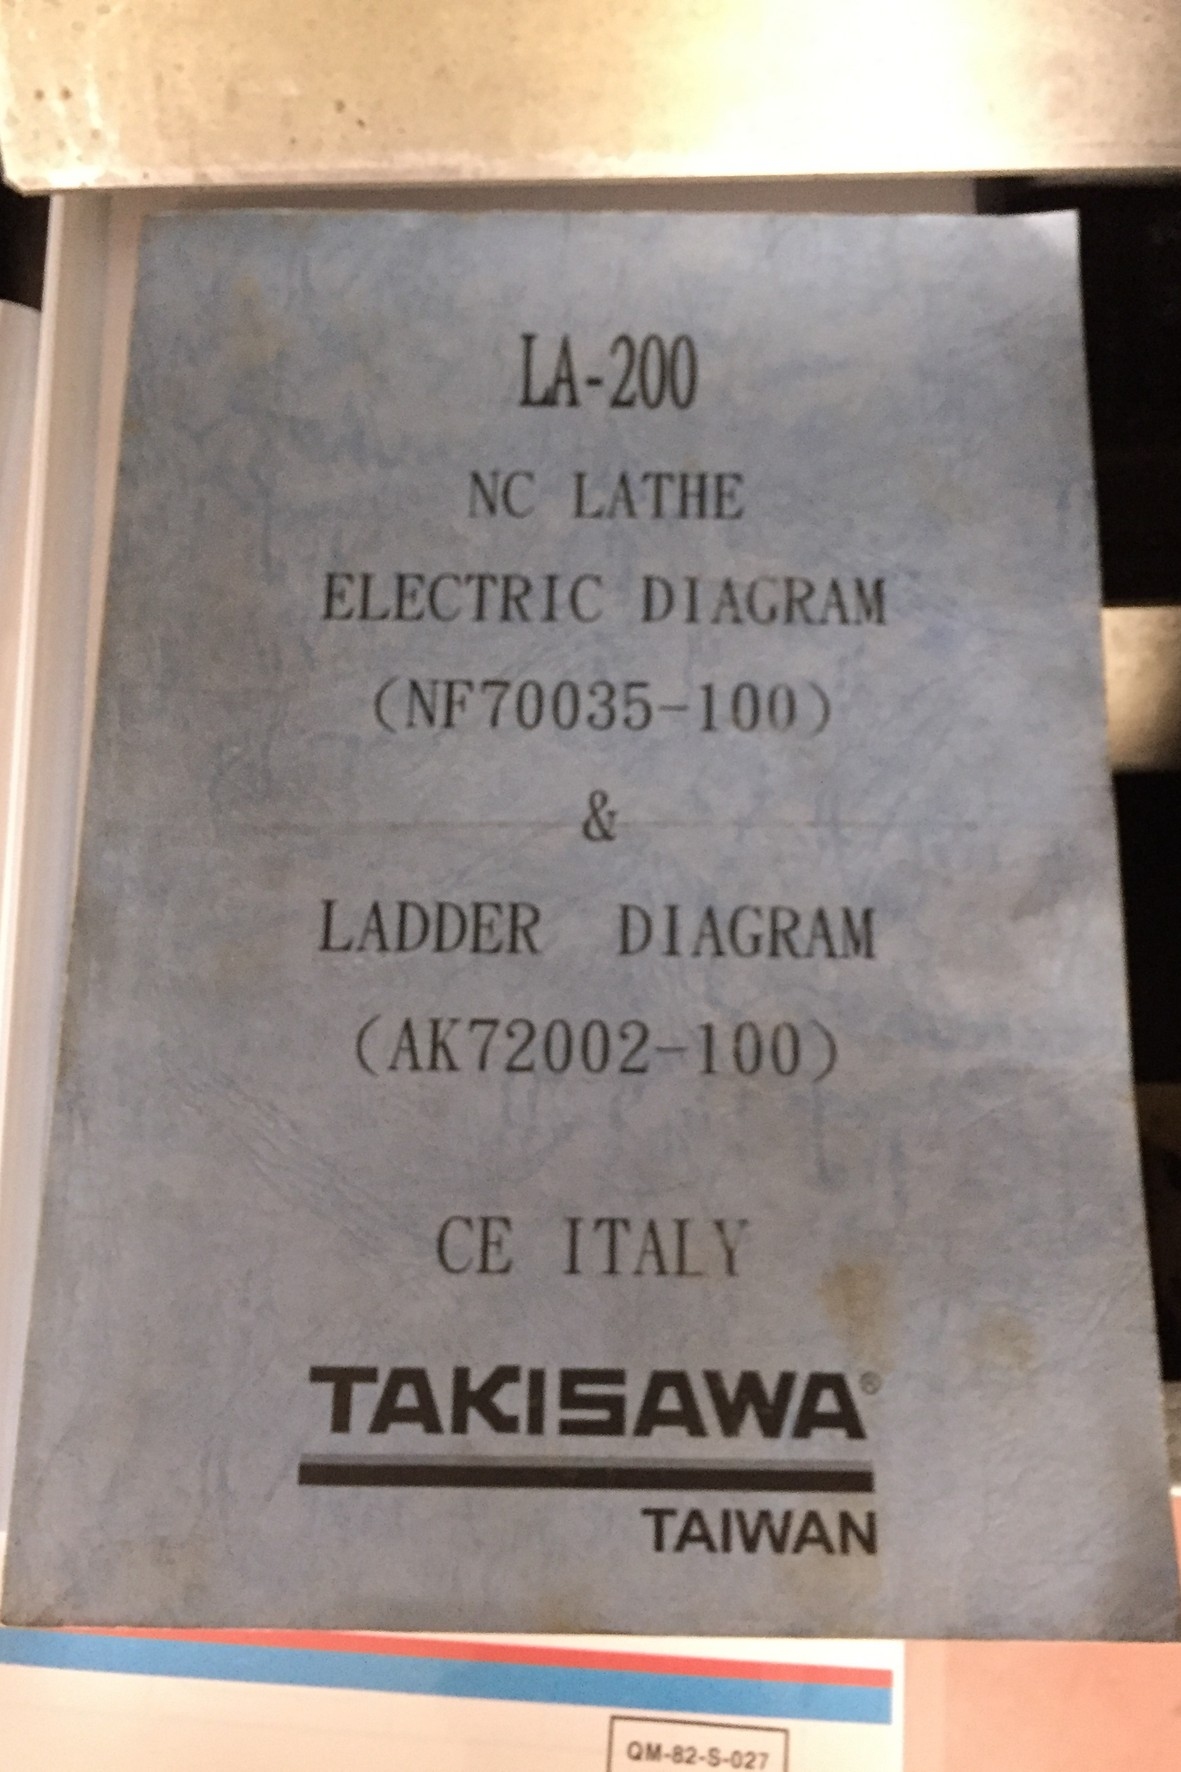 LA-200
NC LATHE
ELECTRIC DIAGRAM
(NF70035-100)
&
LADDER DIAGRAM
(AK72002-100)
CE ITALY
TAKISAWA®
TAIWAN
QM-82-S-027